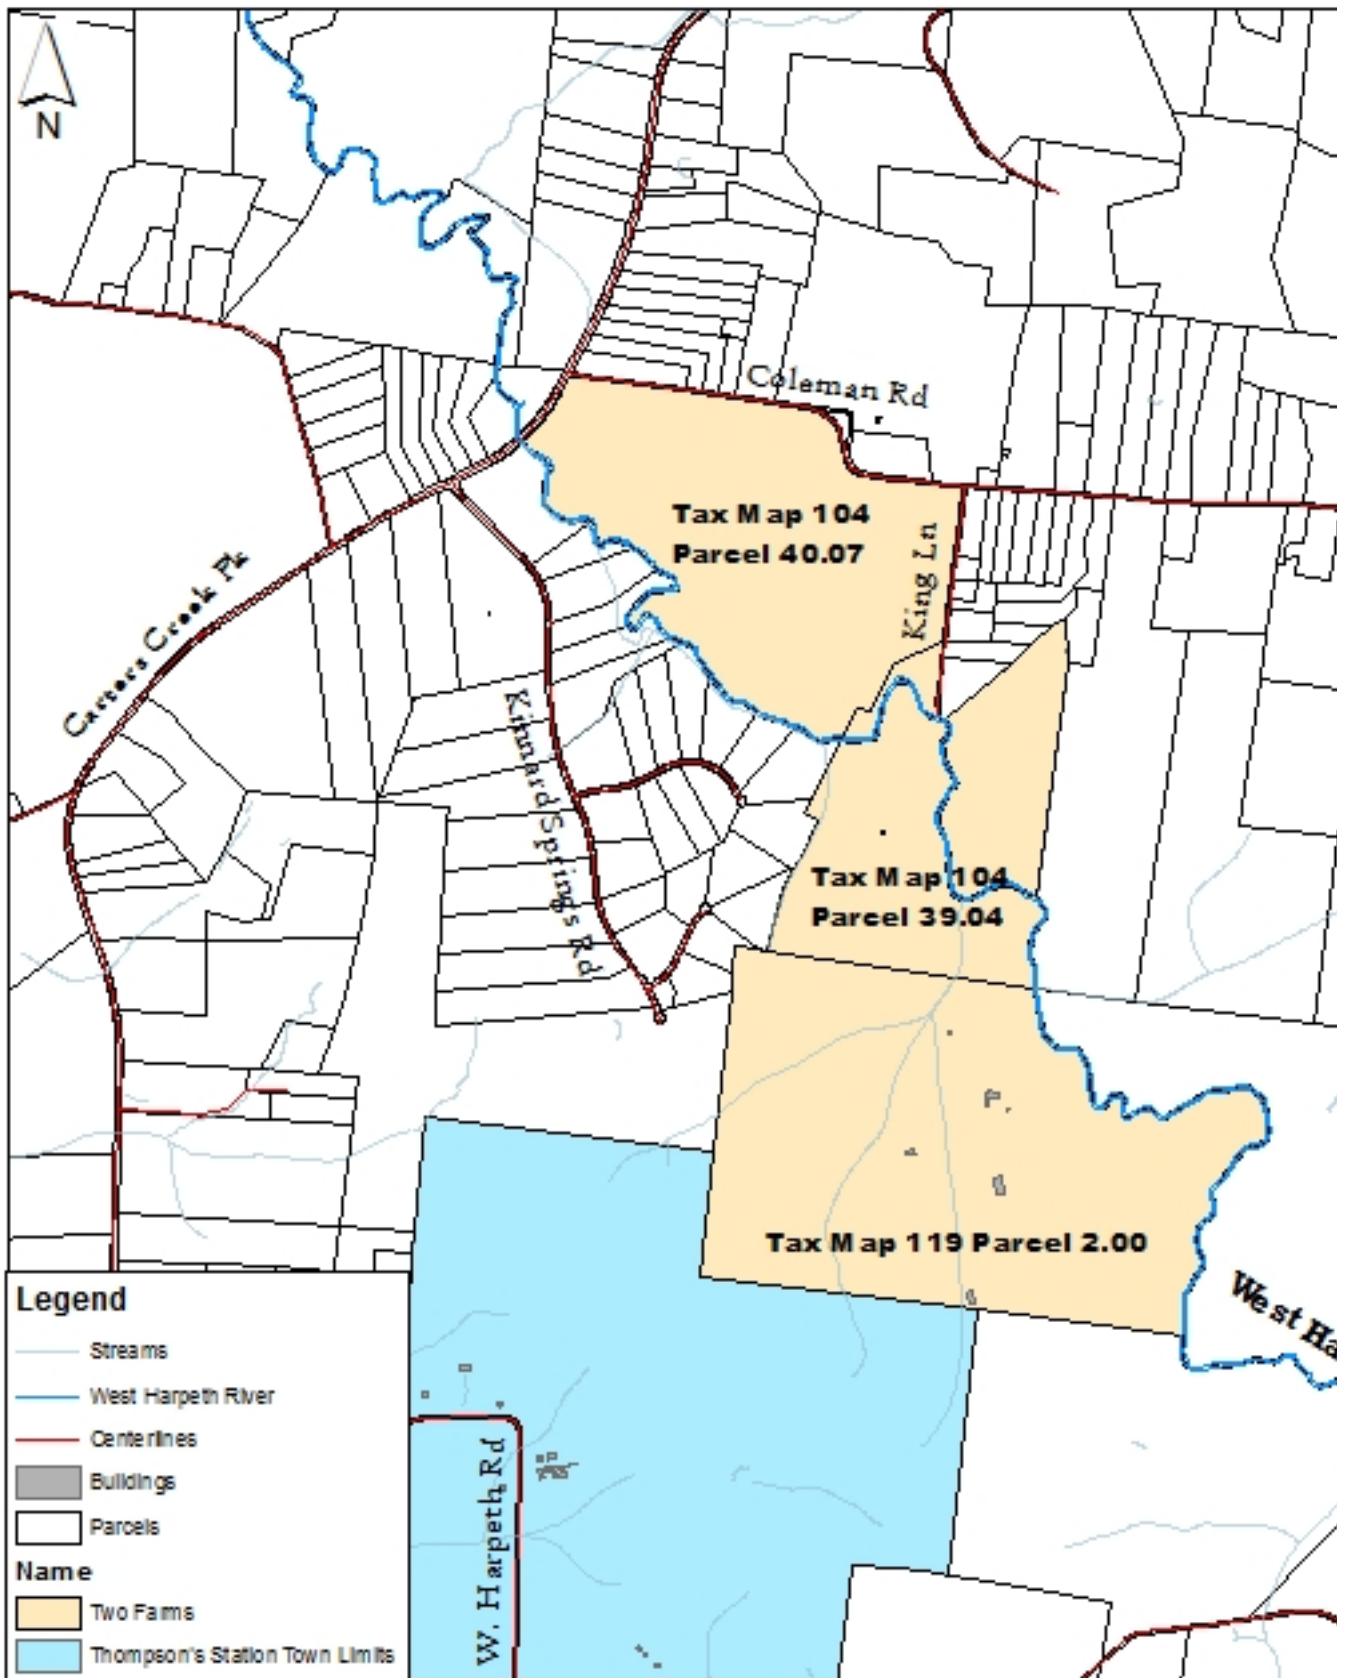 N
Coleman Rd
Tax Map 104
Parcel 40.07
King Ln
Carters Creek Pk
Kinnard Springs Rd
Tax Map 104
Parcel 39.04
Tax Map 119 Parcel 2.00
West Ha
W. Harpeth Rd
Legend
Streams
West Harpeth River
Centerlines
Buildings
Parcels
Name
Two Farms
Thompson's Station Town Limits